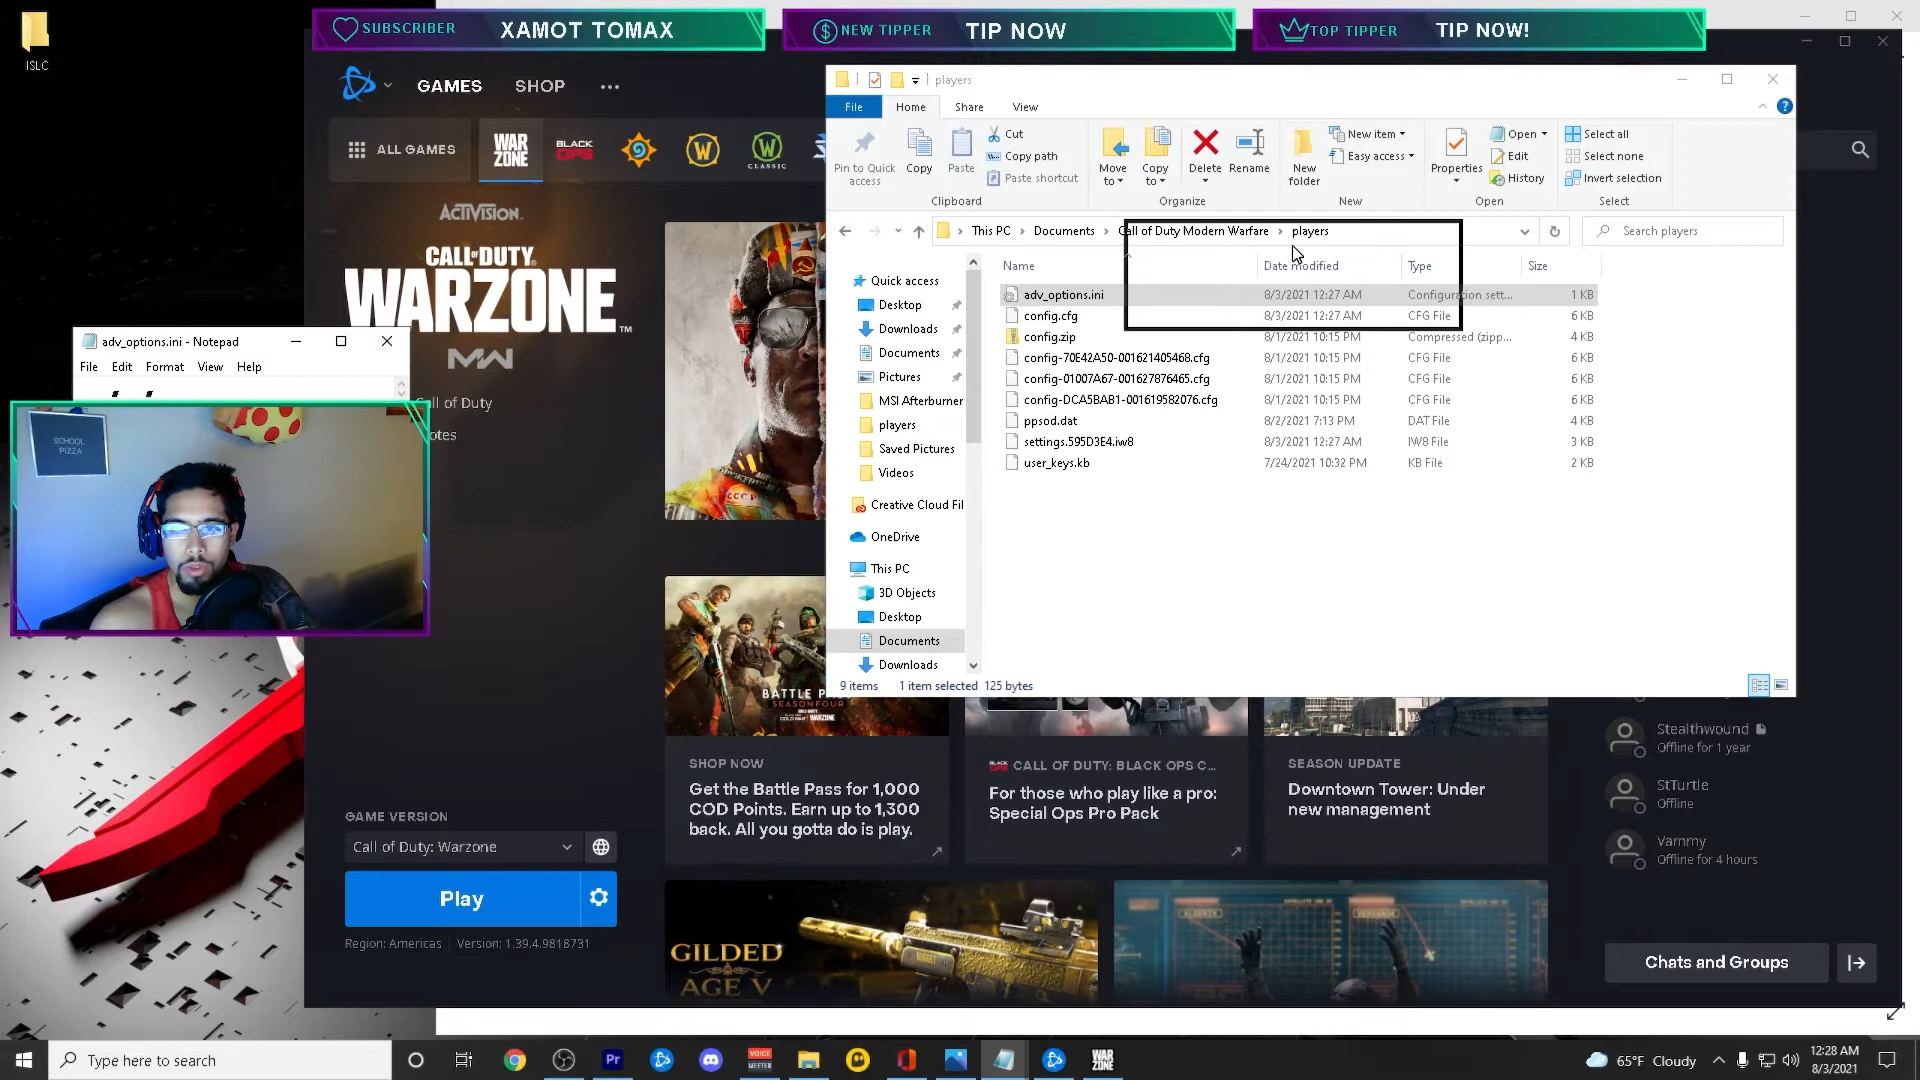 ISLC
SUBSCRIBER XAMOT TOMAX
NEW TIPPER TIP NOW
TOP TIPPER TIP NOW!
GAMES SHOP
ALL GAMES
WAR
ZONE
BLACK
OPS
CLASSIC
ACTIVISION.
CALL OF DUTY
WARZONE™
MW
all of Duty
otes
adv_options.ini - Notepad
File Edit Format View Help
SCHOOL
PIZZA
players
File Home Share View
Pin to Quick
access
Copy
Paste
Cut
Copy path
Paste shortcut
Clipboard
Move
to
Copy
to
Delete
Rename
Organize
New
folder
New item
Easy access
New
Properties
Open
Edit
History
Open
Select all
Select none
Invert selection
Select
This PC > Documents > Call of Duty Modern Warfare > players
Search players
Name Date modified Type Size
adv_options.ini 8/3/2021 12:27 AM Configuration sett... 1 KB
config.cfg 8/3/2021 12:27 AM CFG File 6 KB
config.zip 8/1/2021 10:15 PM Compressed (zipp... 4 KB
config-70E42A50-001621405468.cfg 8/1/2021 10:15 PM CFG File 6 KB
config-01007A67-001627876465.cfg 8/1/2021 10:15 PM CFG File 6 KB
config-DCA5BAB1-001619582076.cfg 8/1/2021 10:15 PM CFG File 6 KB
ppsod.dat 8/2/2021 7:13 PM DAT File 4 KB
settings.595D3E4.iw8 8/3/2021 12:27 AM IW8 File 3 KB
user_keys.kb 7/24/2021 10:32 PM KB File 2 KB
Quick access
Desktop
Downloads
Documents
Pictures
MSI Afterburner
players
Saved Pictures
Videos
Creative Cloud Fil
OneDrive
This PC
3D Objects
Desktop
Documents
Downloads
9 items 1 item selected 125 bytes
CCCP
BATTLE P
SEASON FOUR
SHOP NOW
Get the Battle Pass for 1,000
COD Points. Earn up to 1,300
back. All you gotta do is play.
CALL OF DUTY: BLACK OPS C...
For those who play like a pro:
Special Ops Pro Pack
SEASON UPDATE
Downtown Tower: Under
new management
GILDED
AGE V
Stealthwound
Offline for 1 year
StTurtle
Offline
Vammy
Offline for 4 hours
Chats and Groups
GAME VERSION
Call of Duty: Warzone
Play
Region: Americas | Version: 1.39.4.9818731
Type here to search
Pr
VOICE
MEETER
WAR
ZONE
65°F Cloudy
12:28 AM
8/3/2021